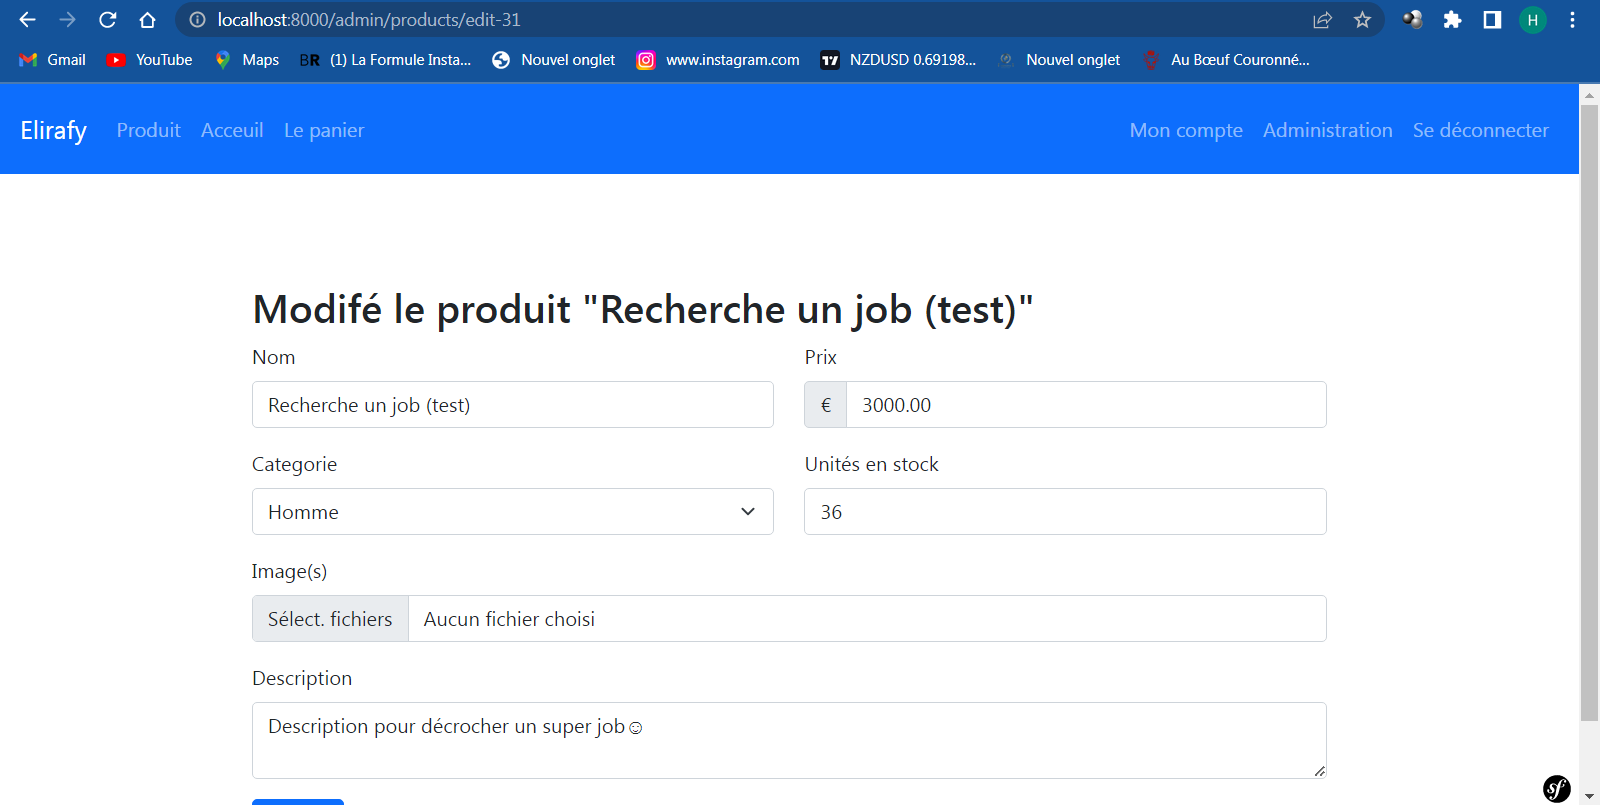 localhost:8000/admin/products/edit-31
H
Gmail YouTube Maps BR (1) La Formule Insta... Nouvel onglet www.instagram.com NZDUSD 0.69198... Nouvel onglet Au Bœuf Couronné...
Elirafy Produit Acceuil Le panier Mon compte Administration Se déconnecter
Modifé le produit "Recherche un job (test)"
Nom Prix
Recherche un job (test) € 3000.00
Categorie Unités en stock
Homme 36
Image(s)
Sélect. fichiers Aucun fichier choisi
Description
Description pour décrocher un super job☺
sf